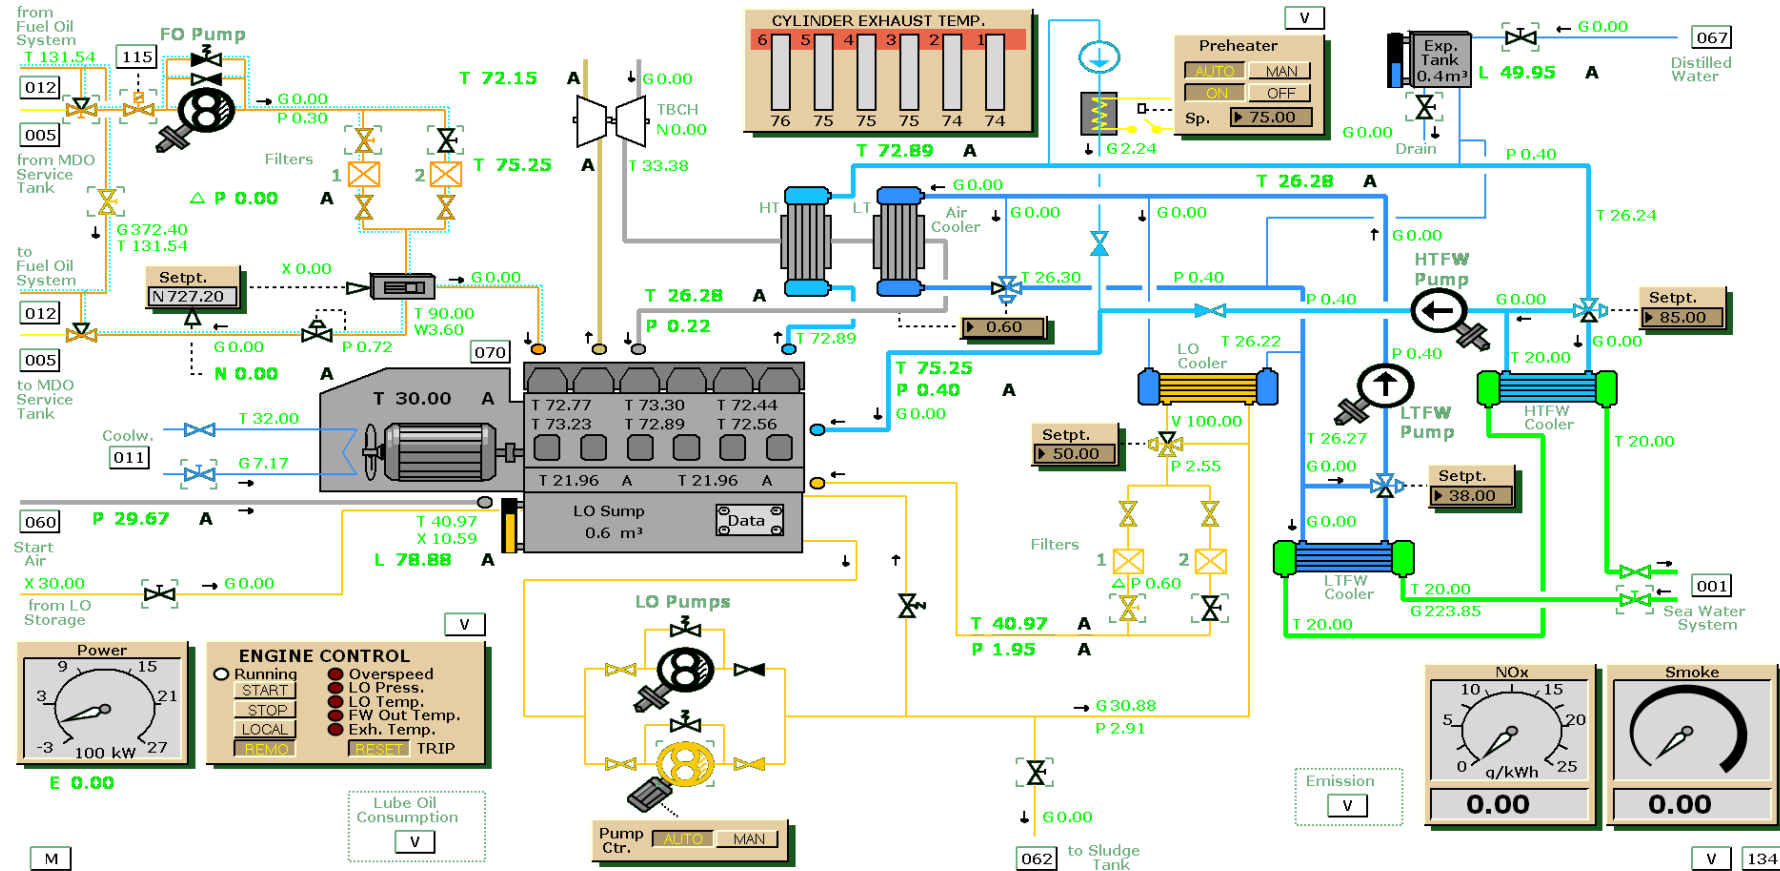 from
Fuel Oil
System
T 131.54
012
005
from MDO
Service
Tank
115
FO Pump
G 0.00
P 0.30
Filters
1
2
△ P 0.00 A
G 372.40
T 131.54
to
Fuel Oil
System
012
005
to MDO
Service
Tank
Setpt.
N 727.20
X 0.00
G 0.00
T 90.00
W3.60
G 0.00
P 0.72
N 0.00 A
T 72.15 A
G 0.00
TBCH
N 0.00
T 75.25 A
T 33.38
CYLINDER EXHAUST TEMP.
6 5 4 3 2 1
76 75 75 75 74 74
T 72.89 A
V
Preheater
AUTO MAN
ON OFF
Sp. 75.00
G 2.24
Exp.
Tank
0.4m³
G 0.00
067
Distilled
Water
L 49.95 A
G 0.00
Drain
P 0.40
HT
LT
G 0.00
Air
Cooler
G 0.00
G 0.00
T 26.28 A
G 0.00
T 26.24
T 26.28 A
P 0.22
T 26.30
P 0.40
0.60
T 72.89
P 0.40
HTFW
Pump
G 0.00
Setpt.
85.00
G 0.00
T 20.00
HTFW
Cooler
T 20.00
P 0.40
LTFW
Pump
LO
Cooler
T 26.22
T 75.25
P 0.40 A
G 0.00
070
T 30.00 A
T 72.77 T 73.30 T 72.44
T 73.23 T 72.89 T 72.56
T 21.96 A T 21.96 A
LO Sump
0.6 m³
Data
Coolw.
011
T 32.00
G 7.17
060
Start
Air
P 29.67 A
T 40.97
X 10.59
L 78.88 A
X 30.00
from LO
Storage
G 0.00
Setpt.
50.00
V 100.00
P 2.55
Filters
1
2
△ P 0.60
T 40.97 A
P 1.95 A
T 26.27
G 0.00
Setpt.
38.00
G 0.00
LTFW
Cooler
T 20.00
G 223.85
T 20.00
001
Sea Water
System
LO Pumps
G 30.88
P 2.91
G 0.00
062
to Sludge
Tank
Pump
Ctr.
AUTO MAN
Power
-3 3 9 15 21 27
100 kW
E 0.00
V
ENGINE CONTROL
Running
START
STOP
LOCAL
REMO
Overspeed
LO Press.
LO Temp.
FW Out Temp.
Exh. Temp.
RESET TRIP
Lube Oil
Consumption
V
M
Emission
V
NOx
0 5 10 15 20 25
g/kWh
0.00
Smoke
0.00
V
134